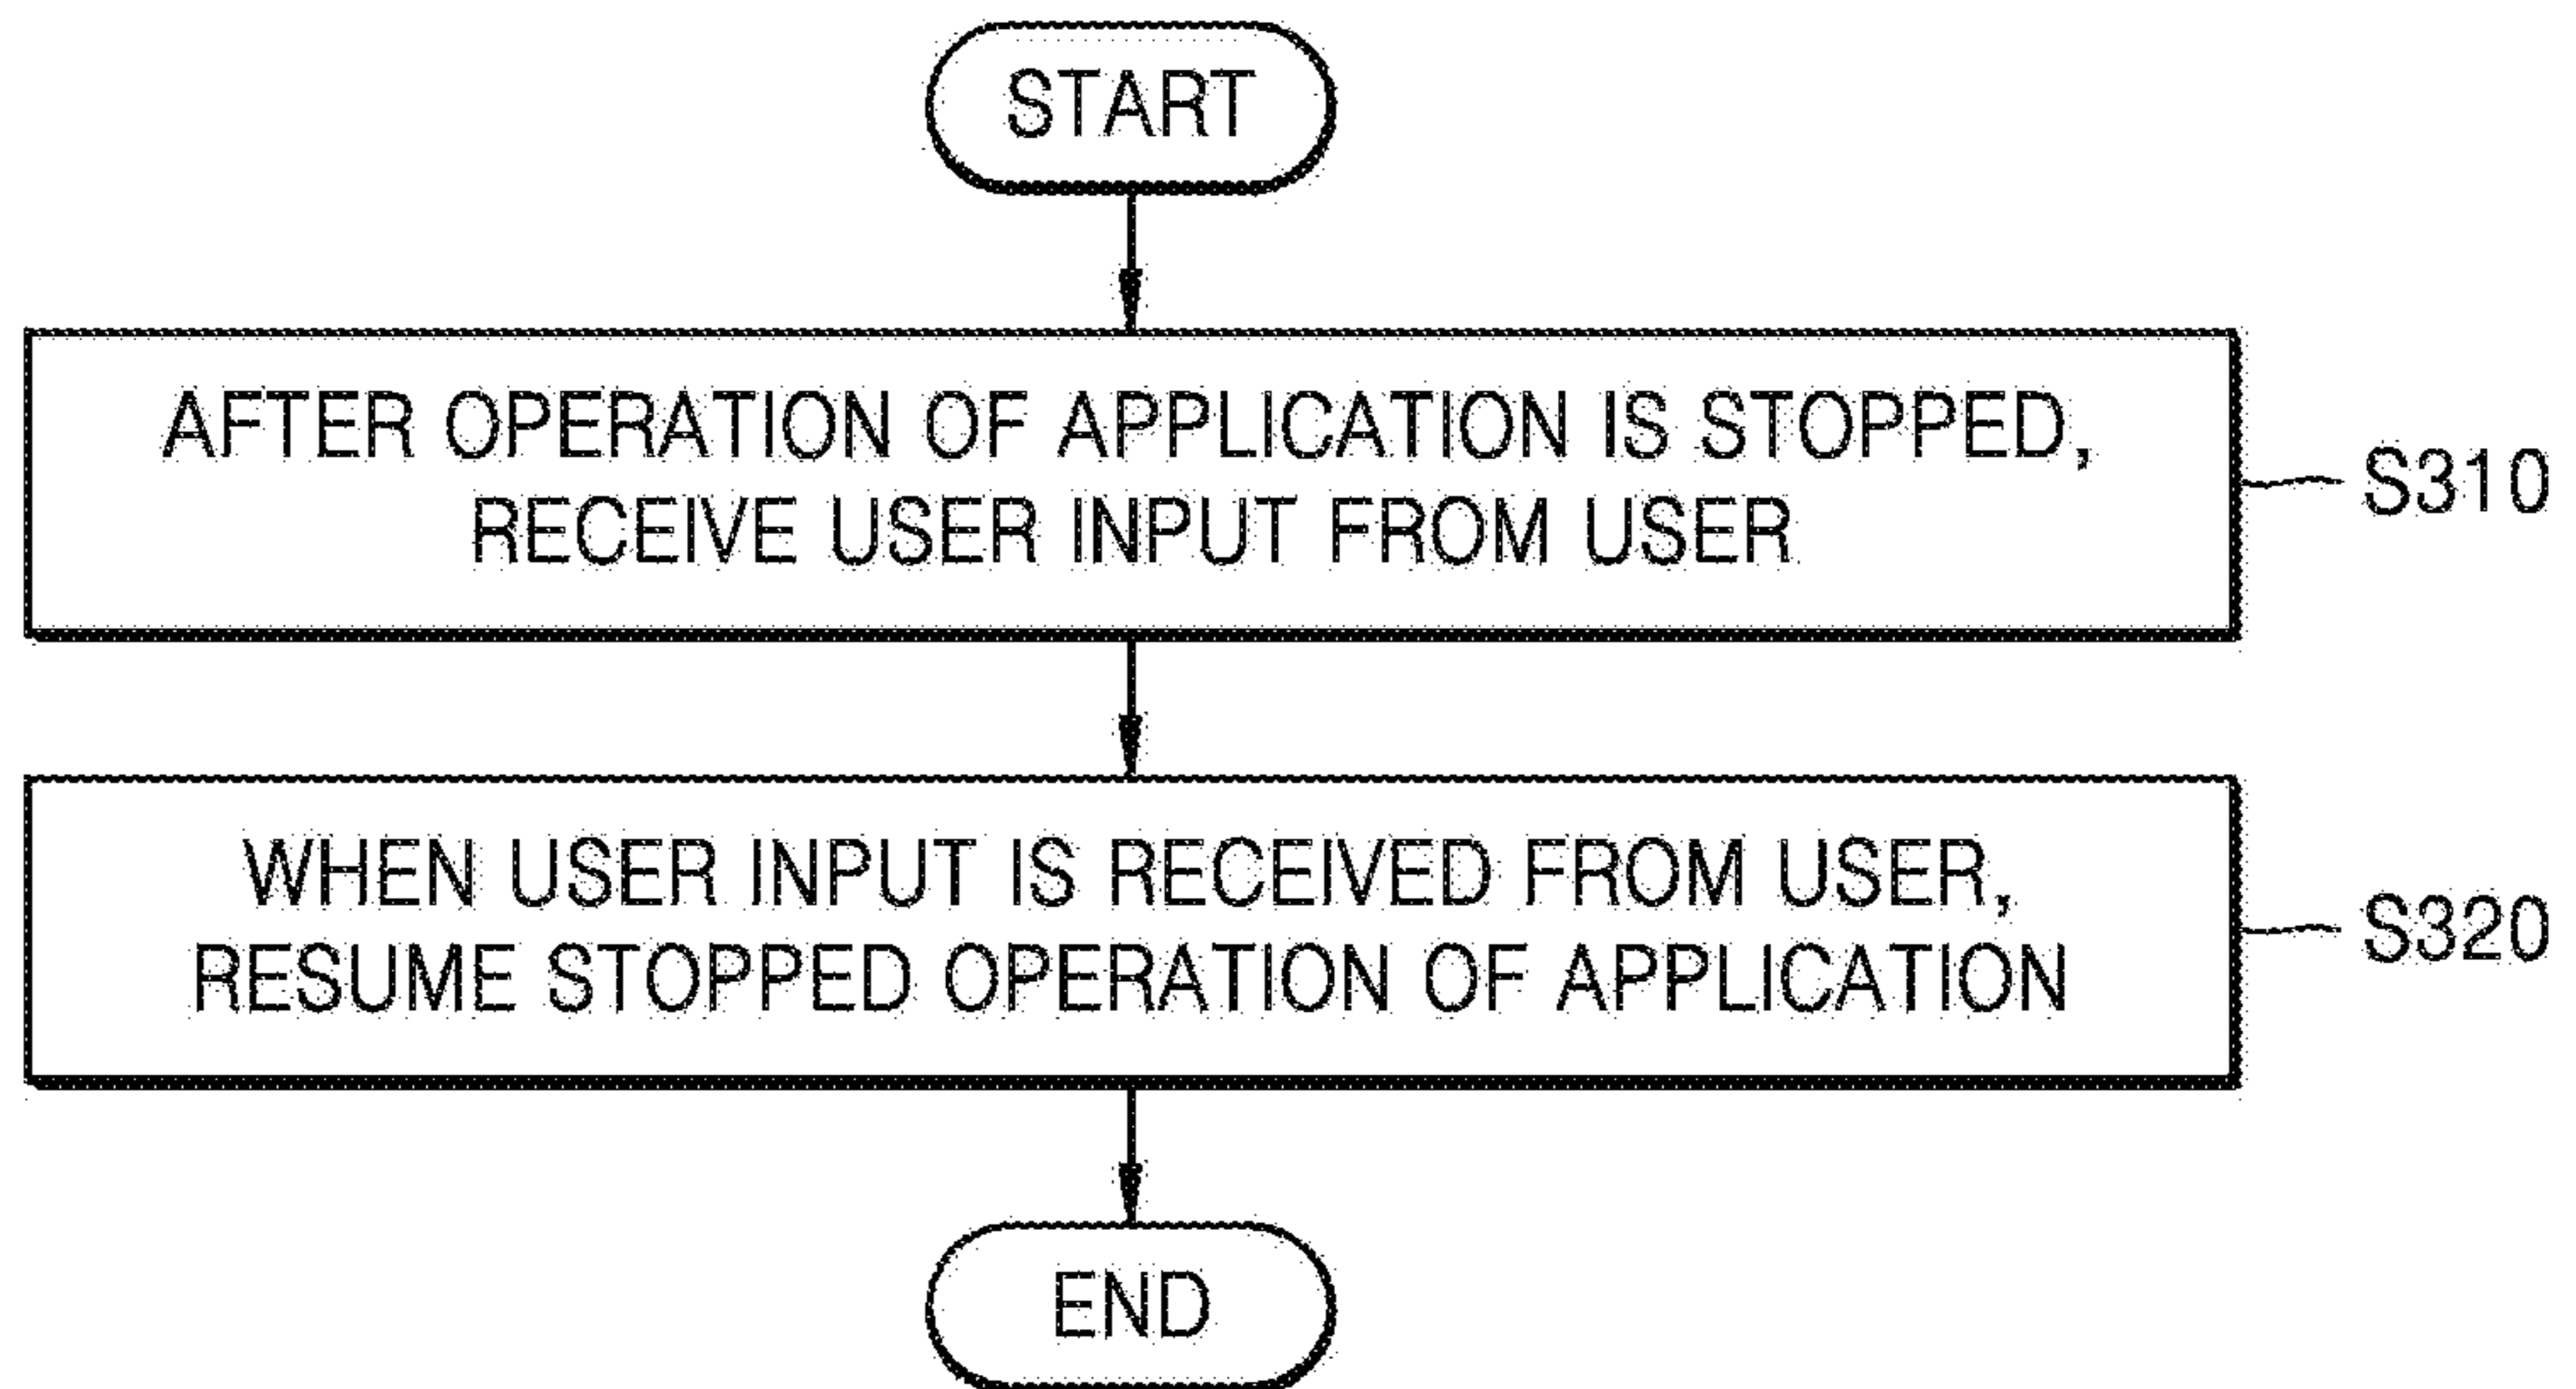 START
AFTER OPERATION OF APPLICATION IS STOPPED,
RECEIVE USER INPUT FROM USER
S310
WHEN USER INPUT IS RECEIVED FROM USER,
RESUME STOPPED OPERATION OF APPLICATION
S320
END